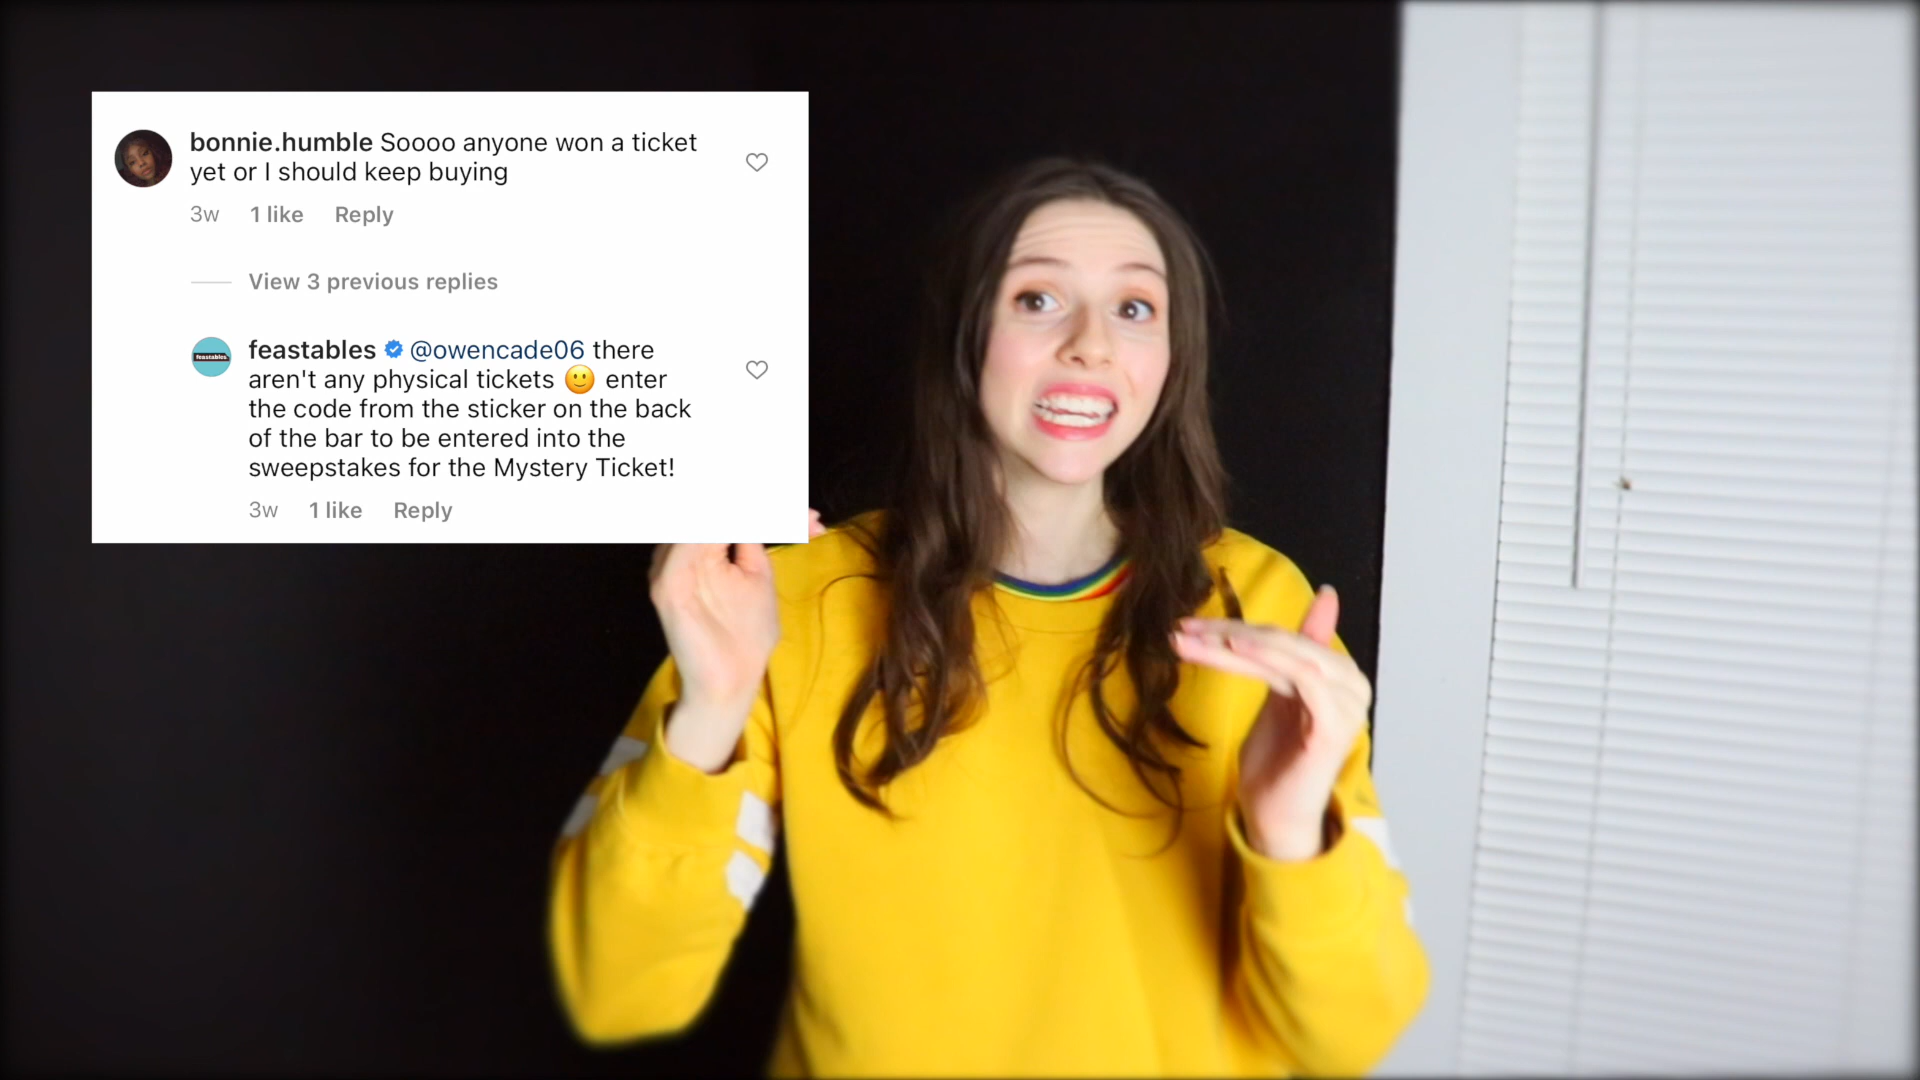 bonnie.humble Soooo anyone won a ticket
yet or I should keep buying
3w 1 like Reply
View 3 previous replies
feastables @owencade06 there
aren't any physical tickets 🙂 enter
the code from the sticker on the back
of the bar to be entered into the
sweepstakes for the Mystery Ticket!
3w 1 like Reply
feastables